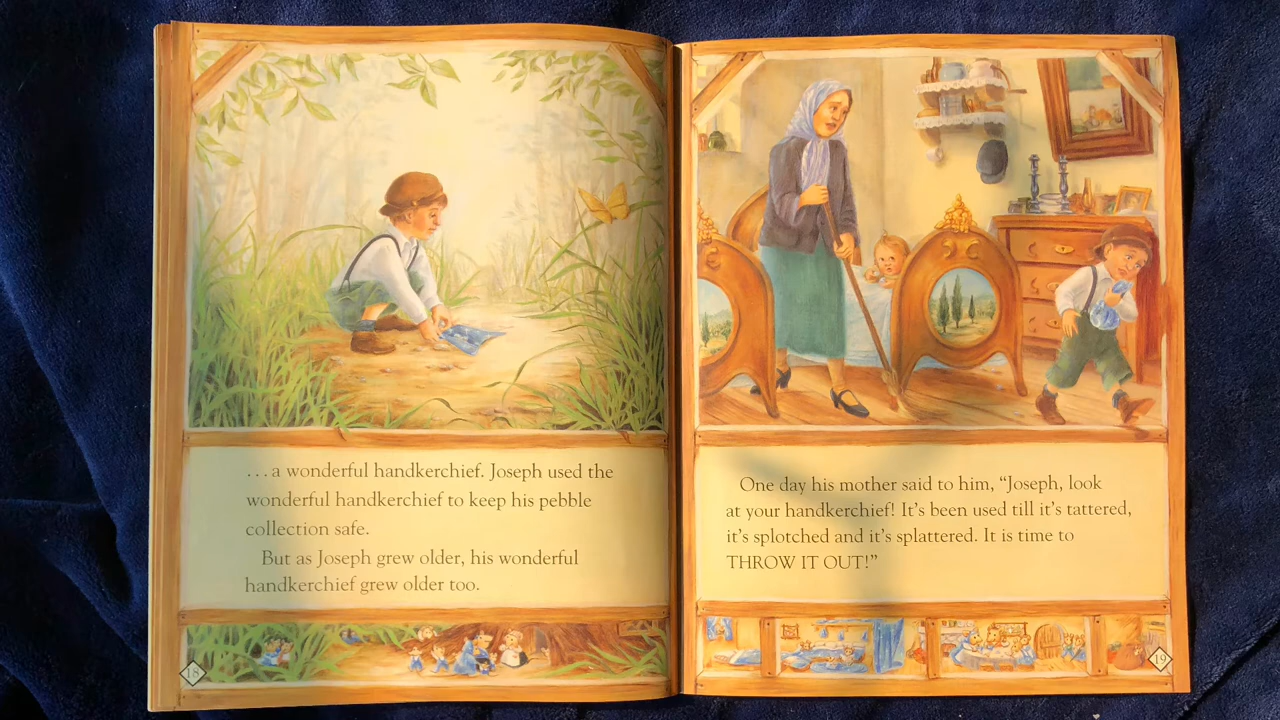 ...a wonderful handkerchief. Joseph used the
wonderful handkerchief to keep his pebble
collection safe.
But as Joseph grew older, his wonderful
handkerchief grew older too.
18
One day his mother said to him, “Joseph, look
at your handkerchief! It’s been used till it’s tattered,
it’s splotched and it’s splattered. It is time to
THROW IT OUT!”
19